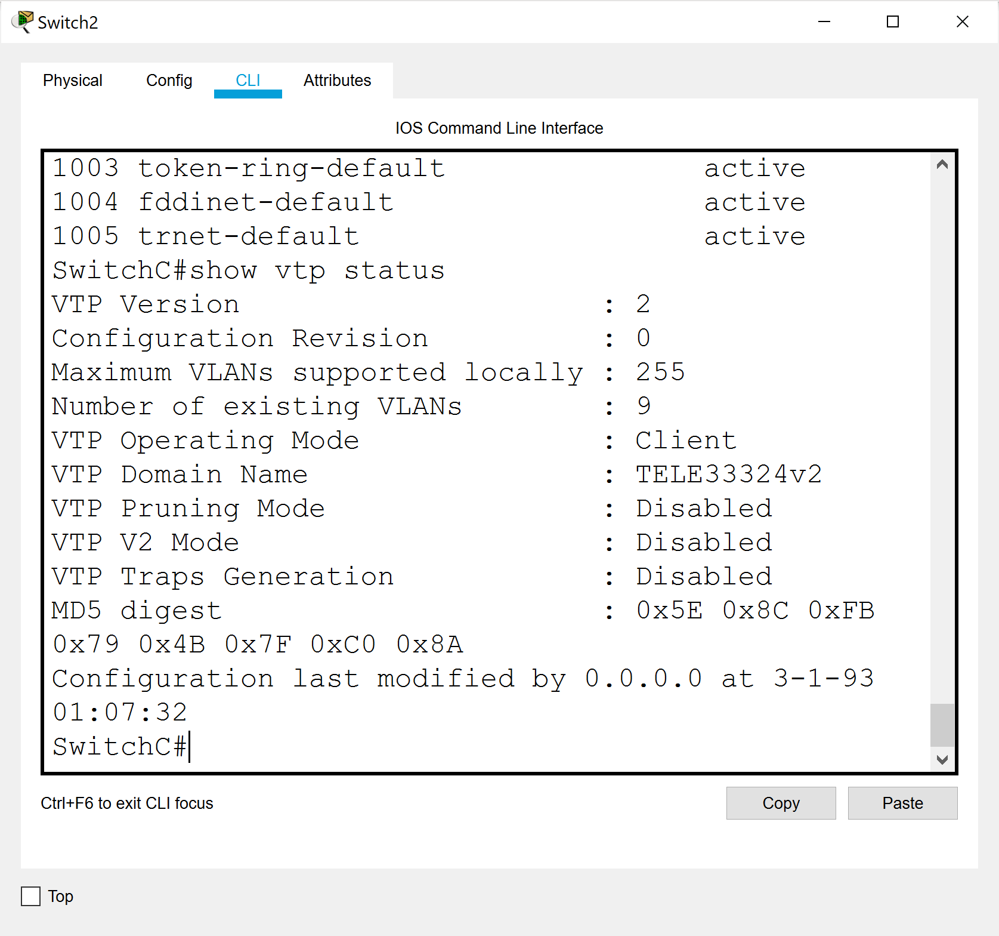 Switch2
Physical Config CLI Attributes
IOS Command Line Interface
1003 token-ring-default active
1004 fddinet-default active
1005 trnet-default active
SwitchC#show vtp status
VTP Version : 2
Configuration Revision : 0
Maximum VLANs supported locally : 255
Number of existing VLANs : 9
VTP Operating Mode : Client
VTP Domain Name : TELE33324v2
VTP Pruning Mode : Disabled
VTP V2 Mode : Disabled
VTP Traps Generation : Disabled
MD5 digest : 0x5E 0x8C 0xFB
0x79 0x4B 0x7F 0xC0 0x8A
Configuration last modified by 0.0.0.0 at 3-1-93
01:07:32
SwitchC#
Ctrl+F6 to exit CLI focus Copy Paste
Top